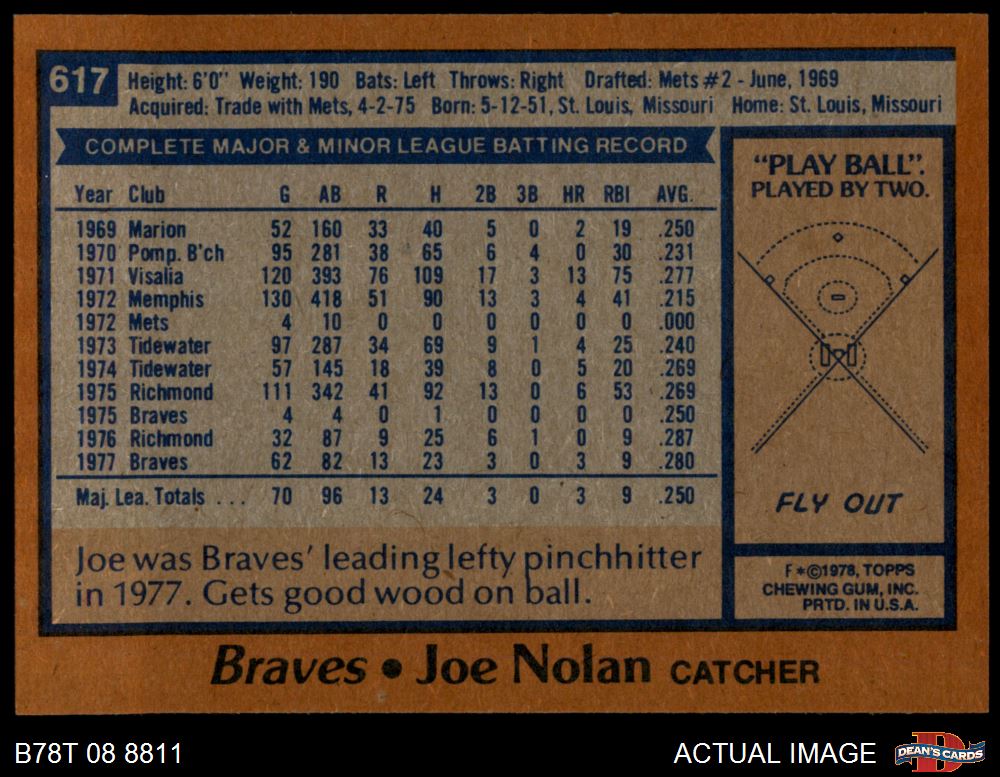 617
Height: 6'0" Weight: 190 Bats: Left Throws: Right Drafted: Mets #2 - June, 1969
Acquired: Trade with Mets, 4-2-75 Born: 5-12-51, St. Louis, Missouri Home: St. Louis, Missouri
COMPLETE MAJOR & MINOR LEAGUE BATTING RECORD
Year Club G AB R H 2B 3B HR RBI AVG.
1969 Marion 52 160 33 40 5 0 2 19 .250
1970 Pomp. B'ch 95 281 38 65 6 4 0 30 .231
1971 Visalia 120 393 76 109 17 3 13 75 .277
1972 Memphis 130 418 51 90 13 3 4 41 .215
1972 Mets 4 10 0 0 0 0 0 0 .000
1973 Tidewater 97 287 34 69 9 1 4 25 .240
1974 Tidewater 57 145 18 39 8 0 5 20 .269
1975 Richmond 111 342 41 92 13 0 6 53 .269
1975 Braves 4 4 0 1 0 0 0 0 .250
1976 Richmond 32 87 9 25 6 1 0 9 .287
1977 Braves 62 82 13 23 3 0 3 9 .280
Maj. Lea. Totals ... 70 96 13 24 3 0 3 9 .250
Joe was Braves' leading lefty pinchhitter
in 1977. Gets good wood on ball.
"PLAY BALL".
PLAYED BY TWO.
FLY OUT
F*©1978, TOPPS
CHEWING GUM, INC.
PRTD. IN U.S.A.
Braves • Joe Nolan CATCHER
B78T 08 8811
ACTUAL IMAGE
DEAN'S CARDS